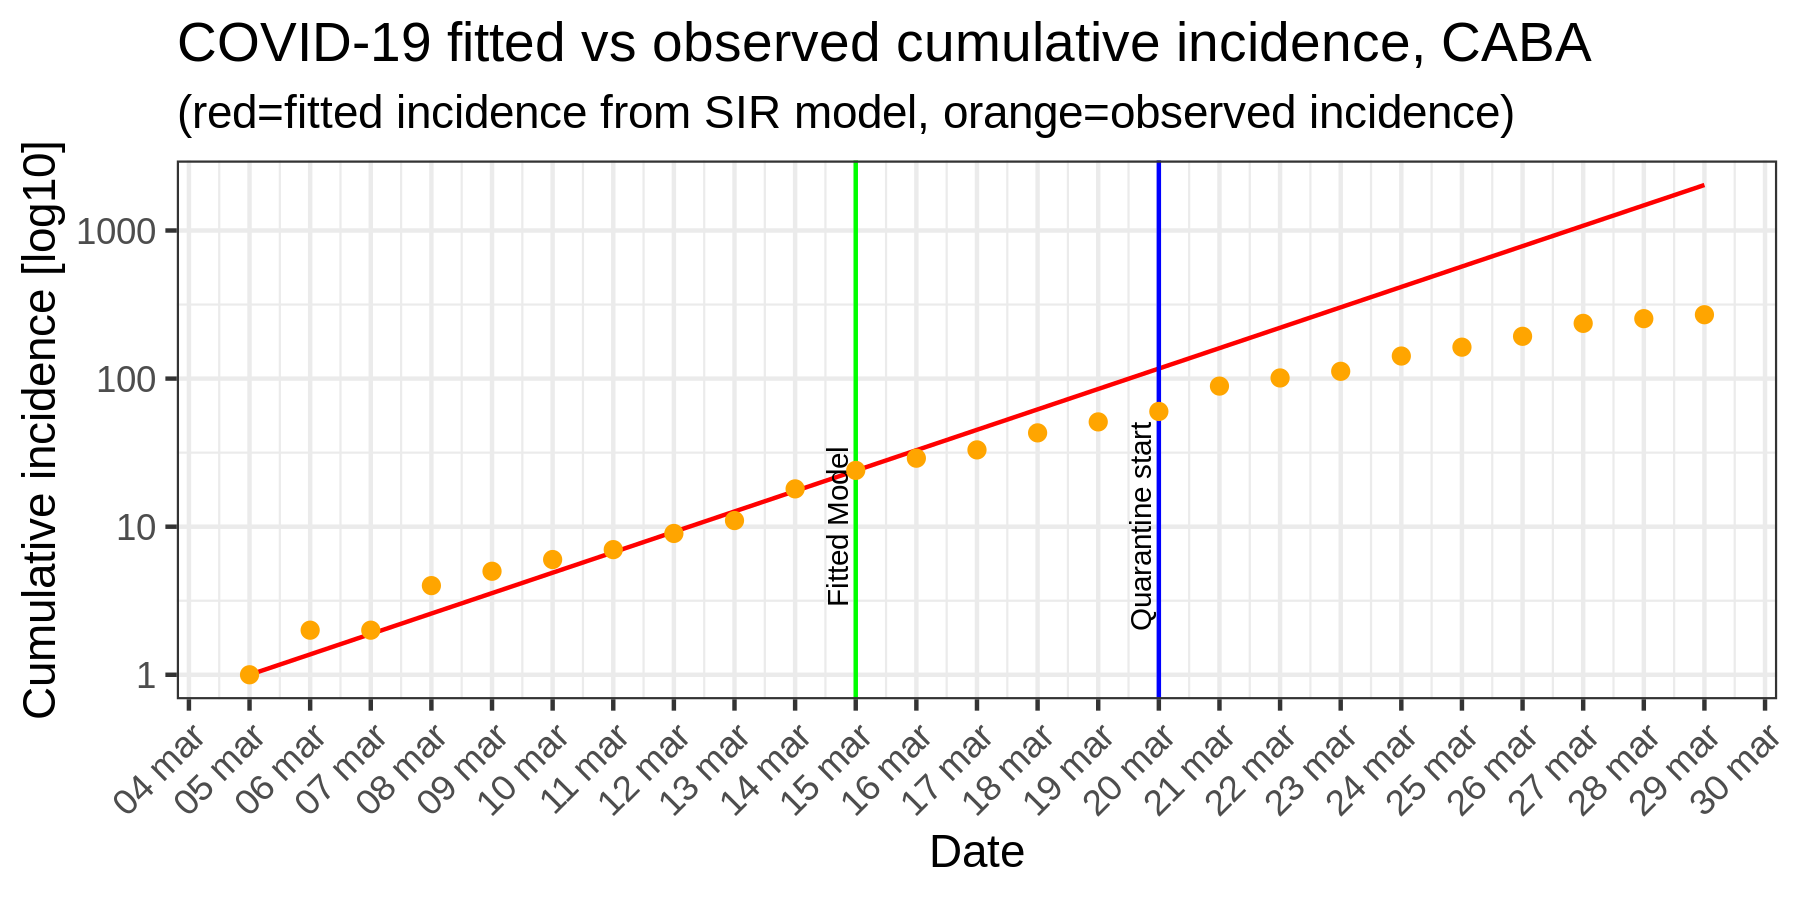 COVID-19 fitted vs observed cumulative incidence, CABA
(red=fitted incidence from SIR model, orange=observed incidence)
Cumulative incidence [log10]
1000
100
10
1
Fitted Model
Quarantine start
04 mar
05 mar
06 mar
07 mar
08 mar
09 mar
10 mar
11 mar
12 mar
13 mar
14 mar
15 mar
16 mar
17 mar
18 mar
19 mar
20 mar
21 mar
22 mar
23 mar
24 mar
25 mar
26 mar
27 mar
28 mar
29 mar
30 mar
Date